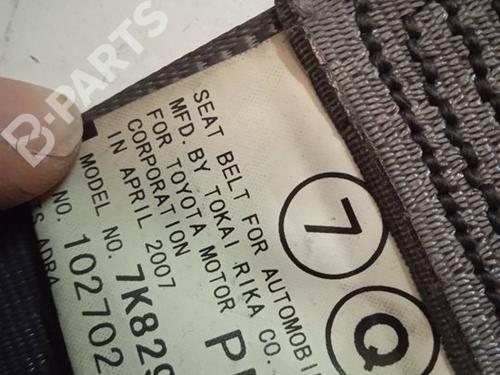 B-PARTS
SEAT BELT FOR AUTOMOBI
MFD. BY TOKAI RIKA CO.,
FOR TOYOTA MOTOR
CORPORATION
IN APRIL 2007
MODEL NO. 7K829
NO. 102702
ADRA
7
Q